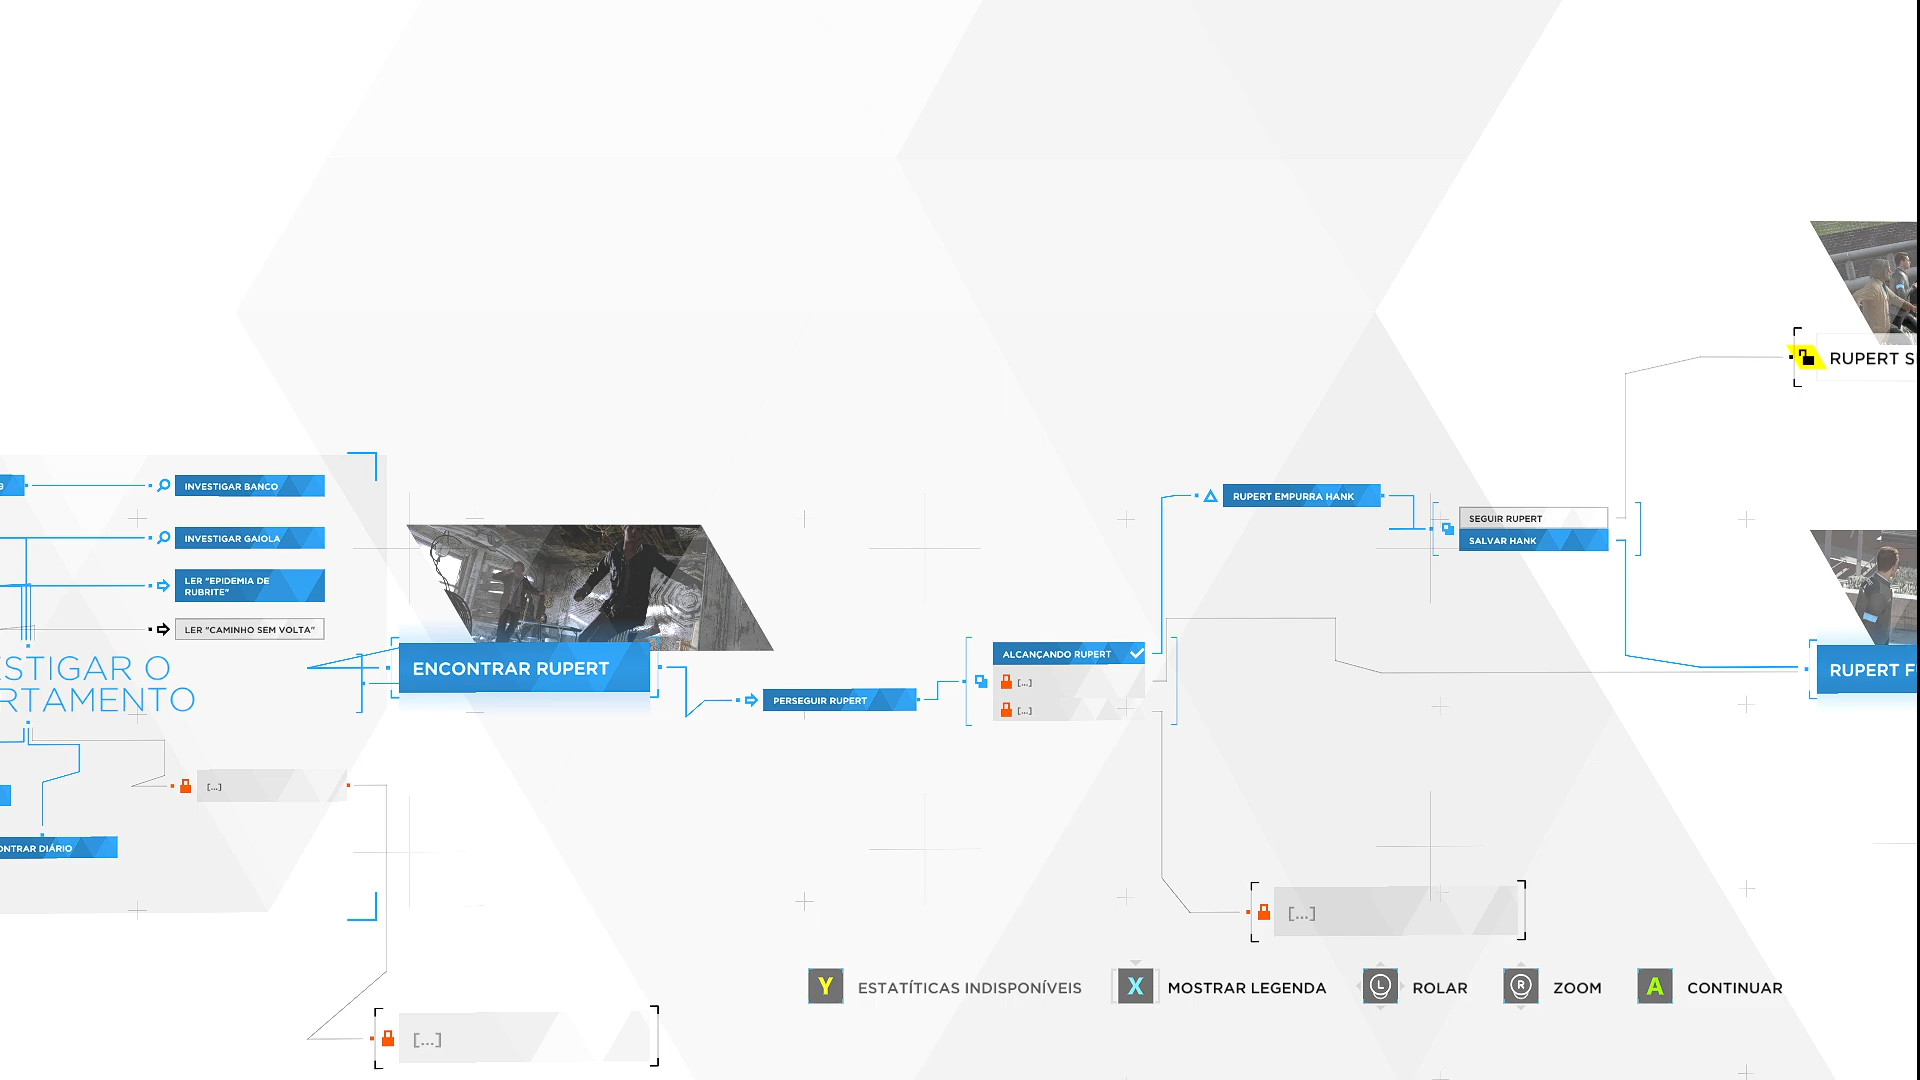 INVESTIGAR BANCO
INVESTIGAR GAIOLA
LER "EPIDEMIA DE
RUBRITE"
LER "CAMINHO SEM VOLTA"
ESTIGAR O
RTAMENTO
[...]
ONTRAR DIÁRIO
[...]
ENCONTRAR RUPERT
PERSEGUIR RUPERT
ALCANÇANDO RUPERT
[...]
[...]
RUPERT EMPURRA HANK
SEGUIR RUPERT
SALVAR HANK
RUPERT S
RUPERT F
[...]
Y ESTATÍTICAS INDISPONÍVEIS X MOSTRAR LEGENDA L ROLAR R ZOOM A CONTINUAR